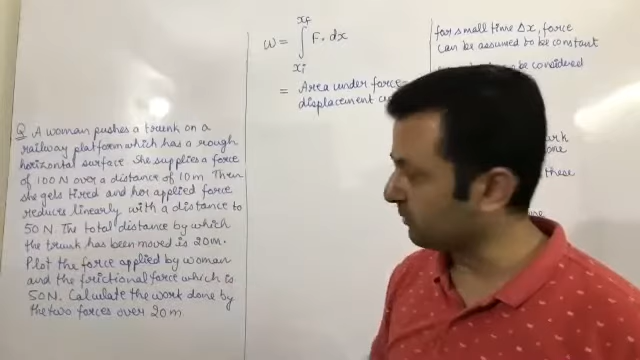 Q A woman pushes a trunk on a
railway platform which has a rough
horizontal surface. She supplies a force
of 100N over a distance of 10m. Then
she gets tired and her applied force
reduces linearly with a distance to
50 N. The total distance by which
the trunk has been moved is 20m.
Plot the force applied by woman
and the frictional force which is
50N. Calculate the work done by
the two forces over 20m
xf
W = ∫ F. dx
xi
= Area under force-
displacement
for small time Δx, force
can be assumed to be constant
be considered
these